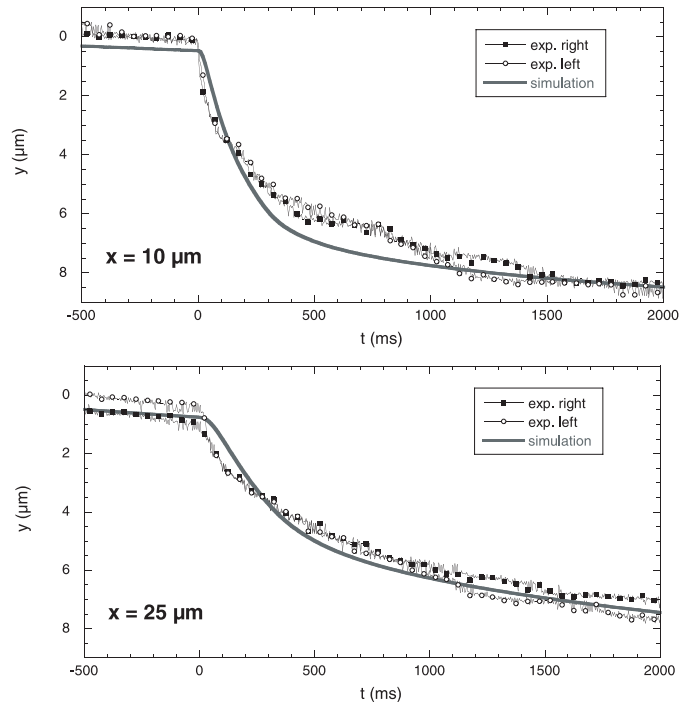 0
2
4
6
8
y (µm)
exp. right
exp. left
simulation
x = 10 µm
-500
0
500
1000
1500
2000
t (ms)
0
2
4
6
8
y (µm)
exp. right
exp. left
simulation
x = 25 µm
-500
0
500
1000
1500
2000
t (ms)